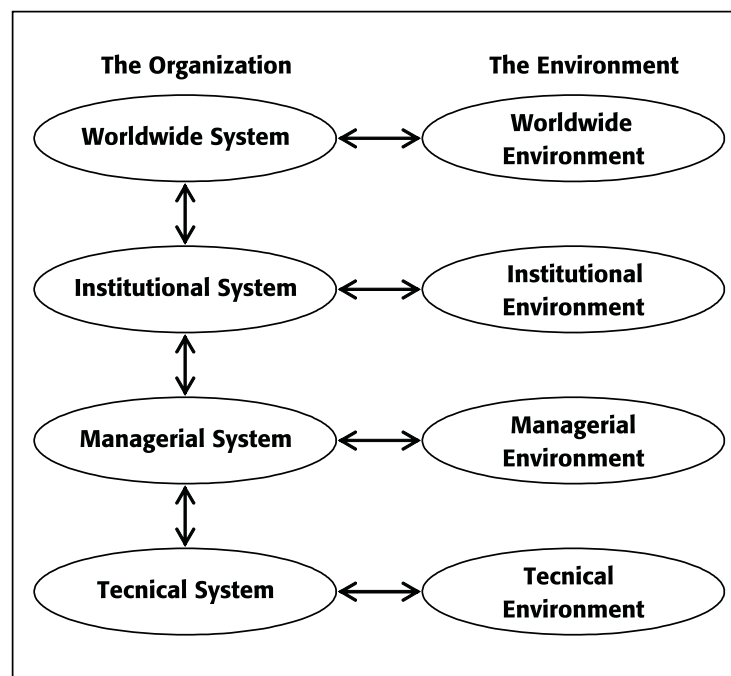 The Organization
The Environment
Worldwide System
Worldwide
Environment
Institutional System
Institutional
Environment
Managerial System
Managerial
Environment
Tecnical System
Tecnical
Environment